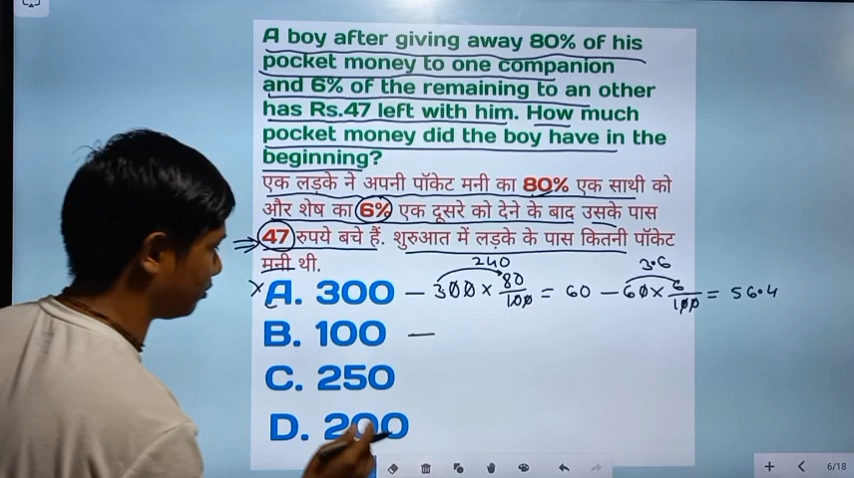 A boy after giving away 80% of his
pocket money to one companion
and 6% of the remaining to an other
has Rs.47 left with him. How much
pocket money did the boy have in the
beginning?
एक लड़के ने अपनी पॉकेट मनी का 80% एक साथी को
और शेष का 6% एक दूसरे को देने के बाद उसके पास
47 रुपये बचे हैं. शुरुआत में लड़के के पास कितनी पॉकेट
मनी थी.
240
3.6
×A. 300 — 300 × 80/100 = 60 — 60 × 6/100 = 56.4
B. 100 —
C. 250
D. 200
6/18